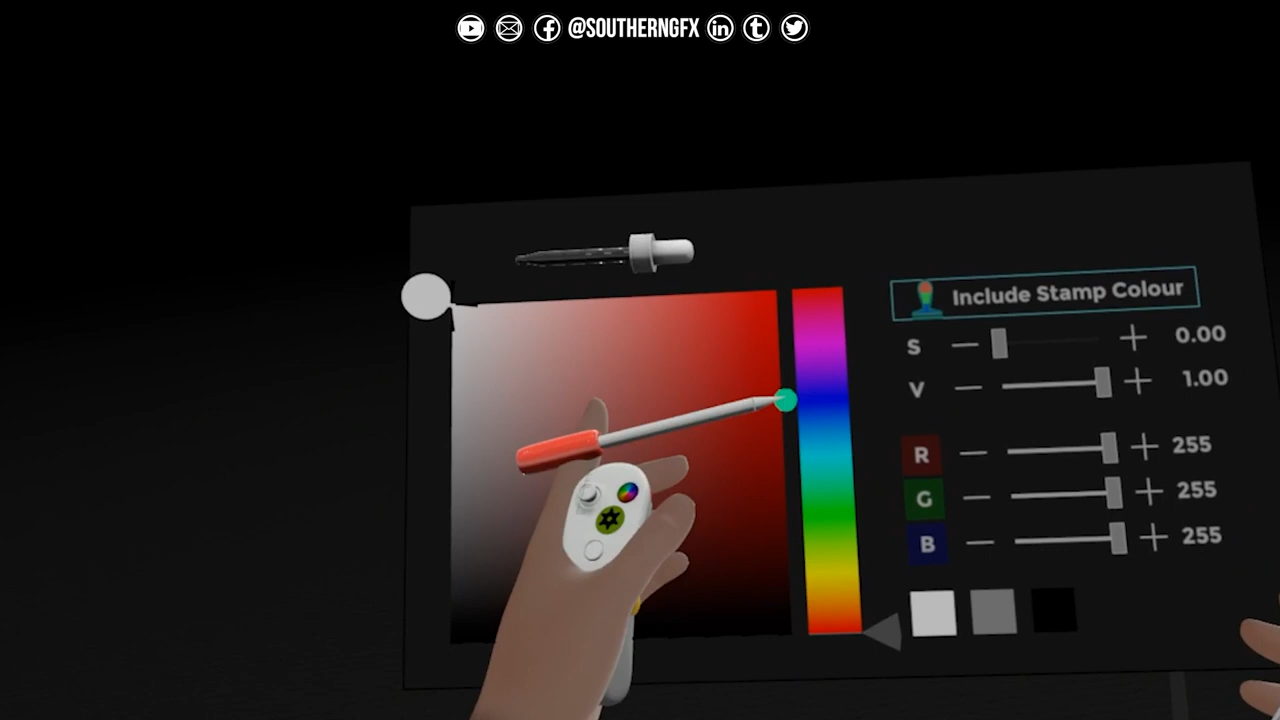 @SOUTHERNGFX
Include Stamp Colour
S 0.00
V 1.00
R 255
G 255
B 255